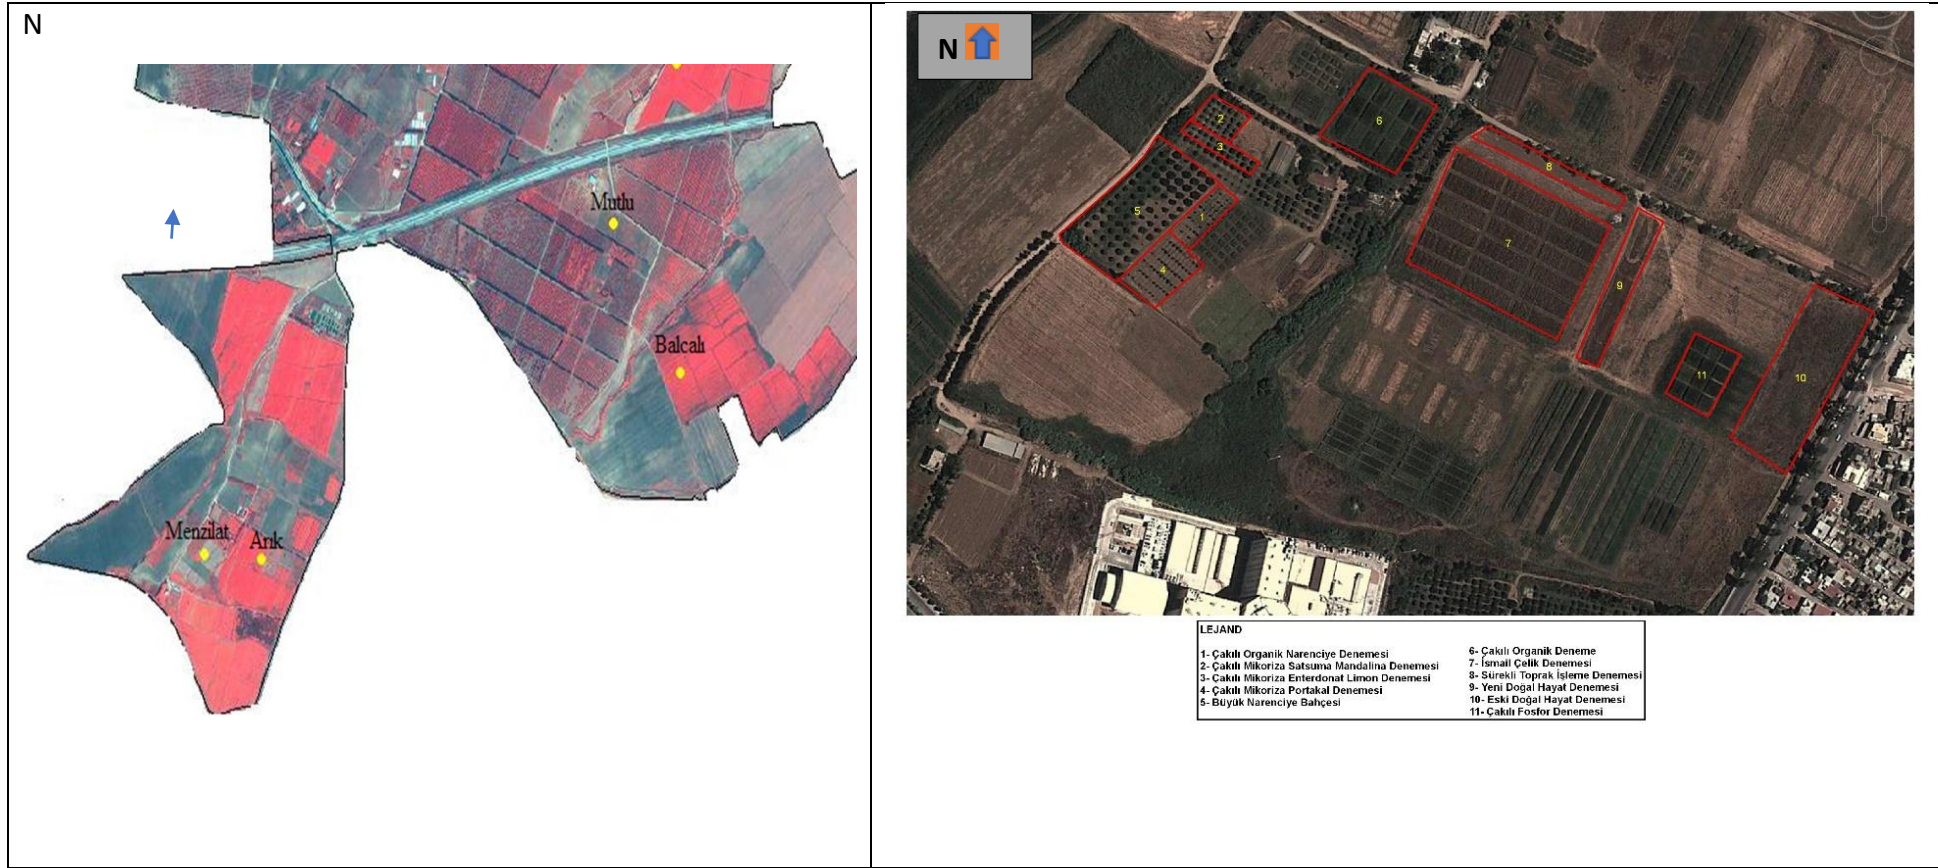 N
Mutlu
Balcalı
Menzilat
Arık
N
2
3
6
8
5
1
7
4
9
11
10
LEJAND
1- Çakılı Organik Narenciye Denemesi
2- Çakılı Mikoriza Satsuma Mandalina Denemesi
3- Çakılı Mikoriza Enterdonat Limon Denemesi
4- Çakılı Mikoriza Portakal Denemesi
5- Büyük Narenciye Bahçesi
6- Çakılı Organik Deneme
7- İsmail Çelik Denemesi
8- Sürekli Toprak İşleme Denemesi
9- Yeni Doğal Hayat Denemesi
10- Eski Doğal Hayat Denemesi
11- Çakılı Fosfor Denemesi